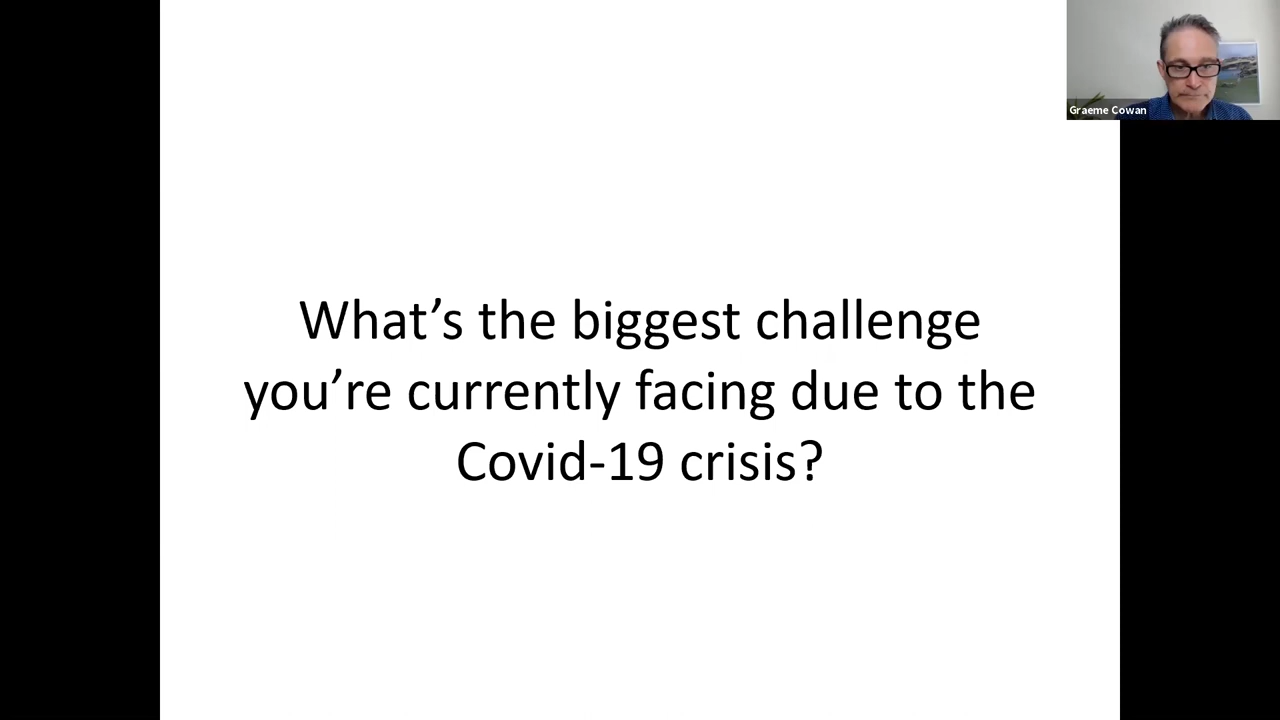 Graeme Cowan
What’s the biggest challenge
you’re currently facing due to the
Covid-19 crisis?